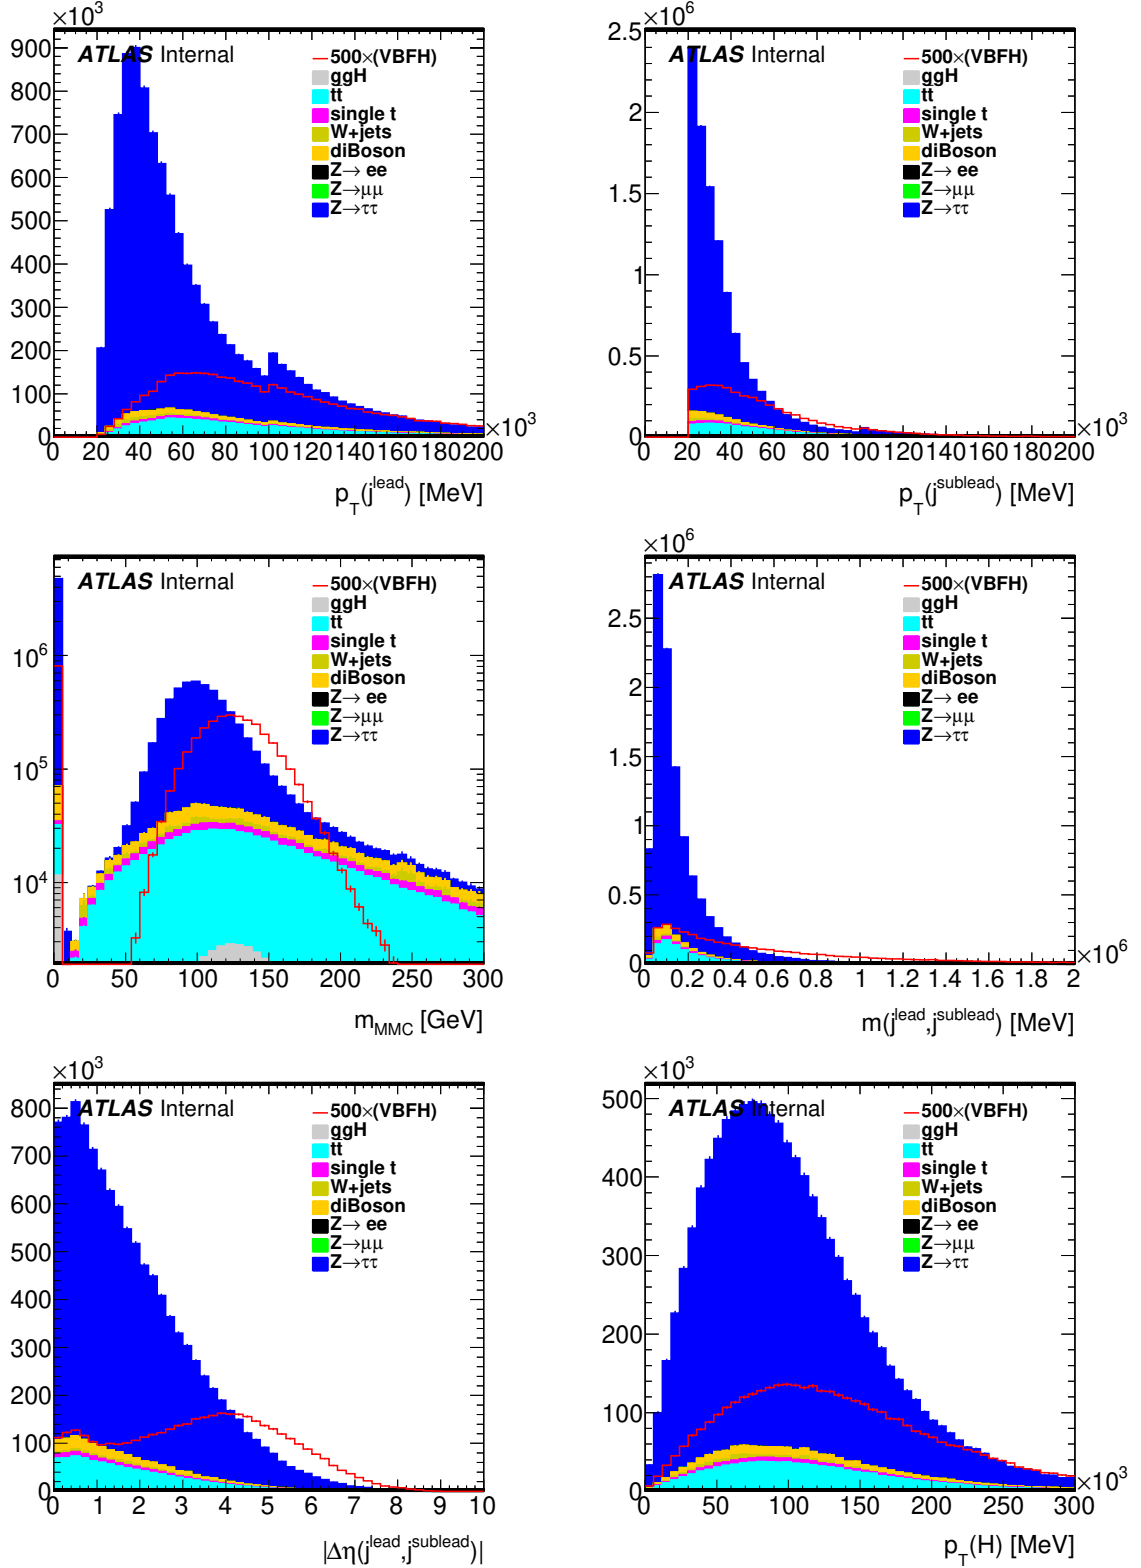 ×10³
ATLAS Internal
500×(VBFH)
ggH
tt
single t
W+jets
diBoson
Z→ ee
Z→μμ
Z→ττ
900
800
700
600
500
400
300
200
100
0
0 20 40 60 80 100 120 140 160 180 200
×10³
p_T(j^lead) [MeV]
×10⁶
ATLAS Internal
500×(VBFH)
ggH
tt
single t
W+jets
diBoson
Z→ ee
Z→μμ
Z→ττ
2.5
2
1.5
1
0.5
0
0 20 40 60 80 100 120 140 160 180 200
×10³
p_T(j^sublead) [MeV]
ATLAS Internal
500×(VBFH)
ggH
tt
single t
W+jets
diBoson
Z→ ee
Z→μμ
Z→ττ
10⁶
10⁵
10⁴
0 50 100 150 200 250 300
m_MMC [GeV]
×10⁶
ATLAS Internal
500×(VBFH)
ggH
tt
single t
W+jets
diBoson
Z→ ee
Z→μμ
Z→ττ
2.5
2
1.5
1
0.5
0
0 0.2 0.4 0.6 0.8 1 1.2 1.4 1.6 1.8 2
×10⁶
m(j^lead,j^sublead) [MeV]
×10³
ATLAS Internal
500×(VBFH)
ggH
tt
single t
W+jets
diBoson
Z→ ee
Z→μμ
Z→ττ
800
700
600
500
400
300
200
100
0
0 1 2 3 4 5 6 7 8 9 10
|Δη(j^lead,j^sublead)|
×10³
ATLAS Internal
500×(VBFH)
ggH
tt
single t
W+jets
diBoson
Z→ ee
Z→μμ
Z→ττ
500
400
300
200
100
0
0 50 100 150 200 250 300
×10³
p_T(H) [MeV]